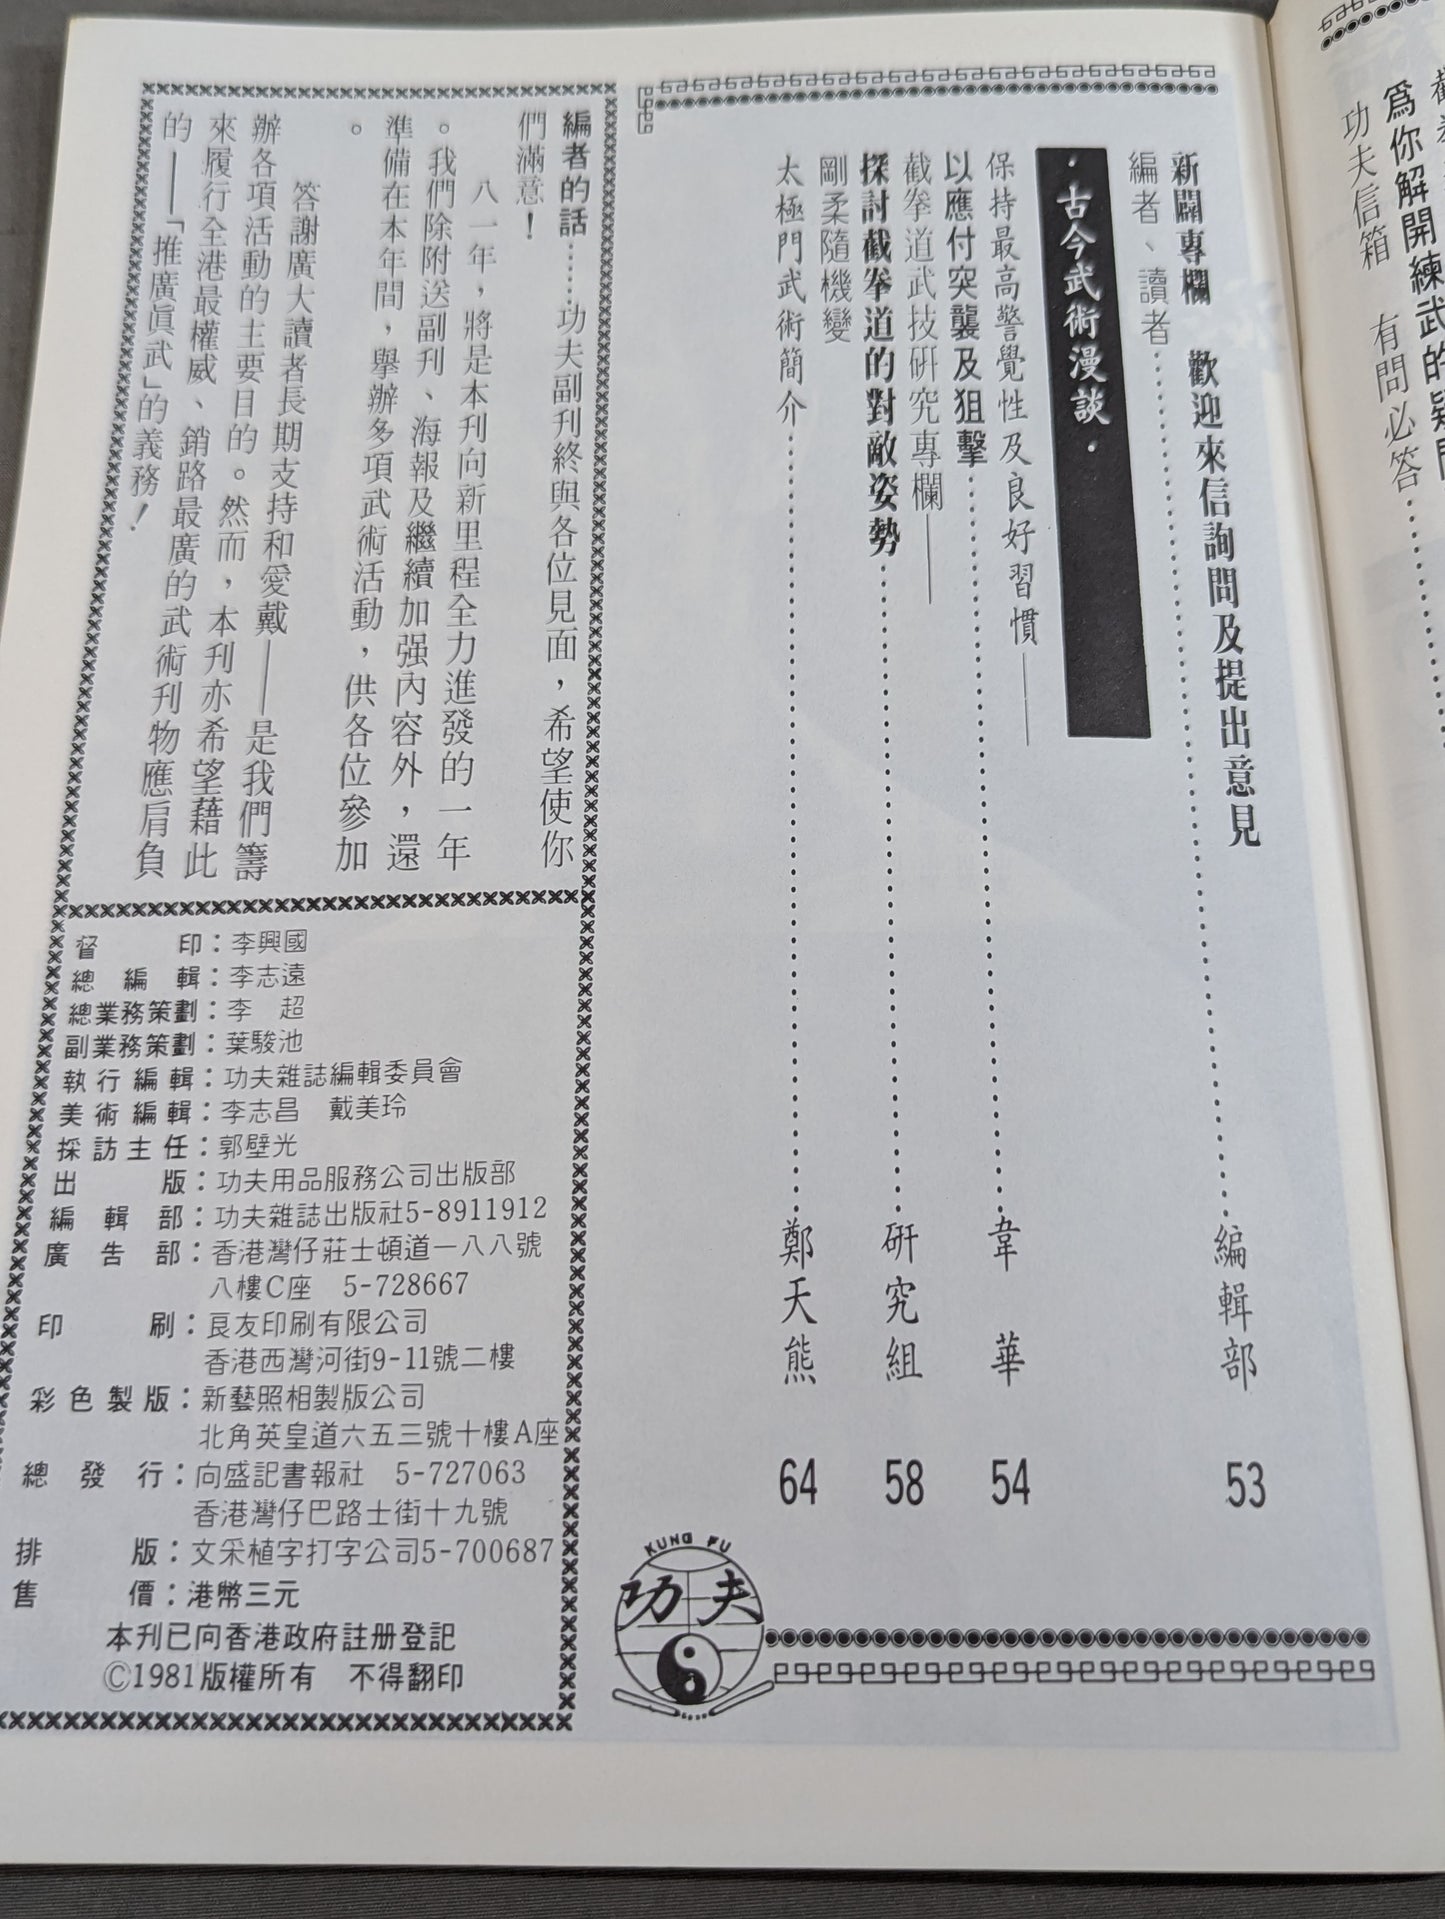 爲你解開練武的疑問
功夫信箱 有問必答…………
新闢專欄 歡迎來信詢問及提出意見
編者、讀者…………編輯部 53
·古今武術漫談·
保持最高警覺性及良好習慣——
以應付突襲及狙擊…………韋 華 54
截拳道武技研究專欄——
探討截拳道的對敵姿勢…………研究組 58
剛柔隨機變
太極門武術簡介…………鄭天熊 64
KUNG FU
功夫
編者的話……功夫副刊終與各位見面，希望使你
們滿意！
八一年，將是本刊向新里程全力進發的一年
。我們除附送副刊、海報及繼續加强內容外，還
準備在本年間，舉辦多項武術活動，供各位參加
。
答謝廣大讀者長期支持和愛戴——是我們籌
辦各項活動的主要目的。然而，本刊亦希望藉此
來履行全港最權威、銷路最廣的武術刊物應肩負
的——「推廣眞武」的義務！
督印：李興國
總編輯：李志遠
總業務策劃：李 超
副業務策劃：葉駿池
執行編輯：功夫雜誌編輯委員會
美術編輯：李志昌 戴美玲
採訪主任：郭壁光
出版：功夫用品服務公司出版部
編輯部：功夫雜誌出版社5-8911912
廣告部：香港灣仔莊士頓道一八八號
八樓C座 5-728667
印刷：良友印刷有限公司
香港西灣河街9-11號二樓
彩色製版：新藝照相製版公司
北角英皇道六五三號十樓A座
總發行：向盛記書報社 5-727063
香港灣仔巴路士街十九號
排版：文采植字打字公司5-700687
售價：港幣三元
本刊已向香港政府註册登記
©1981版權所有 不得翻印